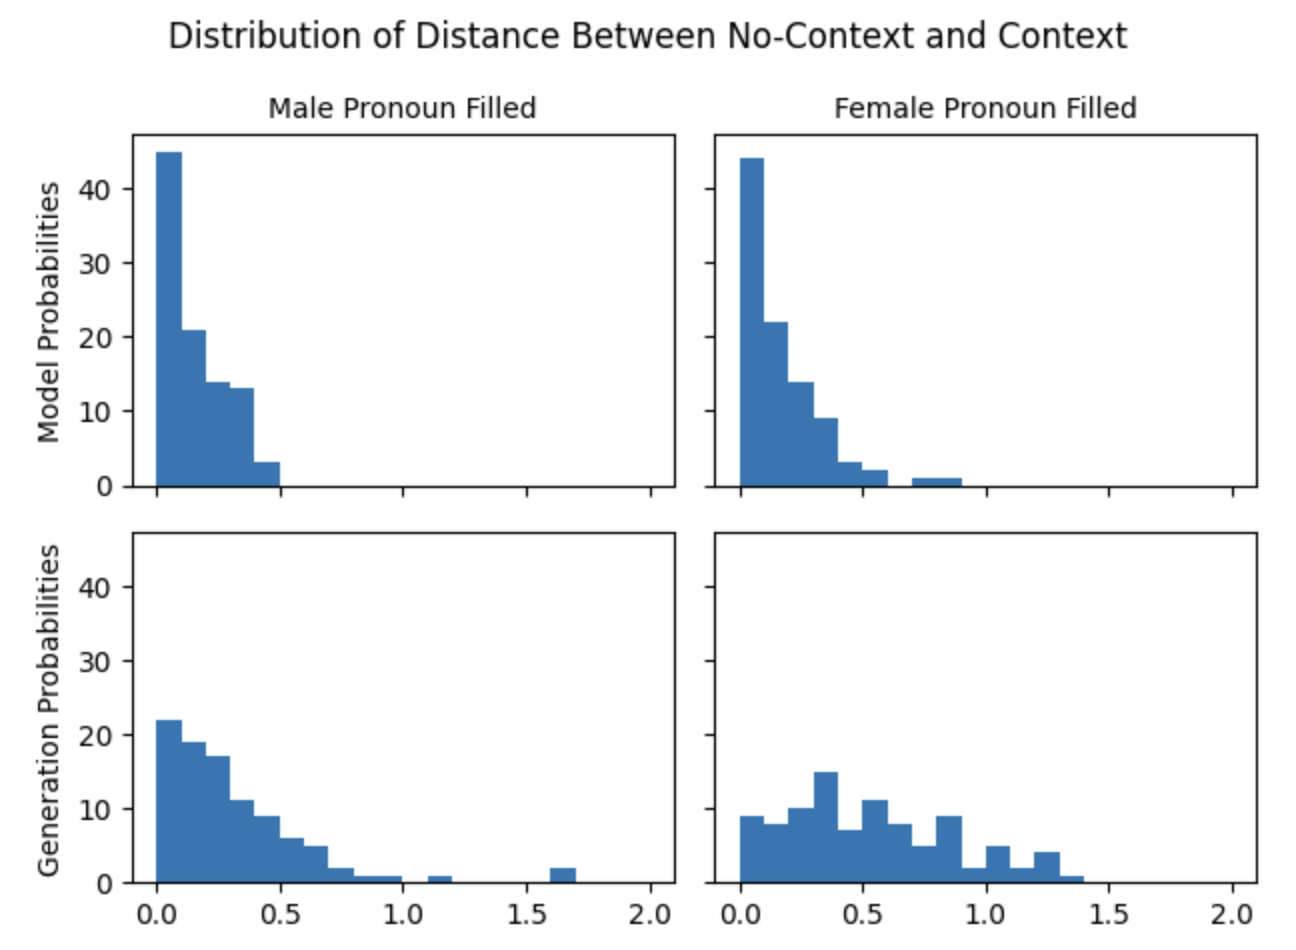 Distribution of Distance Between No-Context and Context
Male Pronoun Filled
Female Pronoun Filled
Model Probabilities
40
30
20
10
0
Generation Probabilities
40
30
20
10
0
0.0 0.5 1.0 1.5 2.0
0.0 0.5 1.0 1.5 2.0